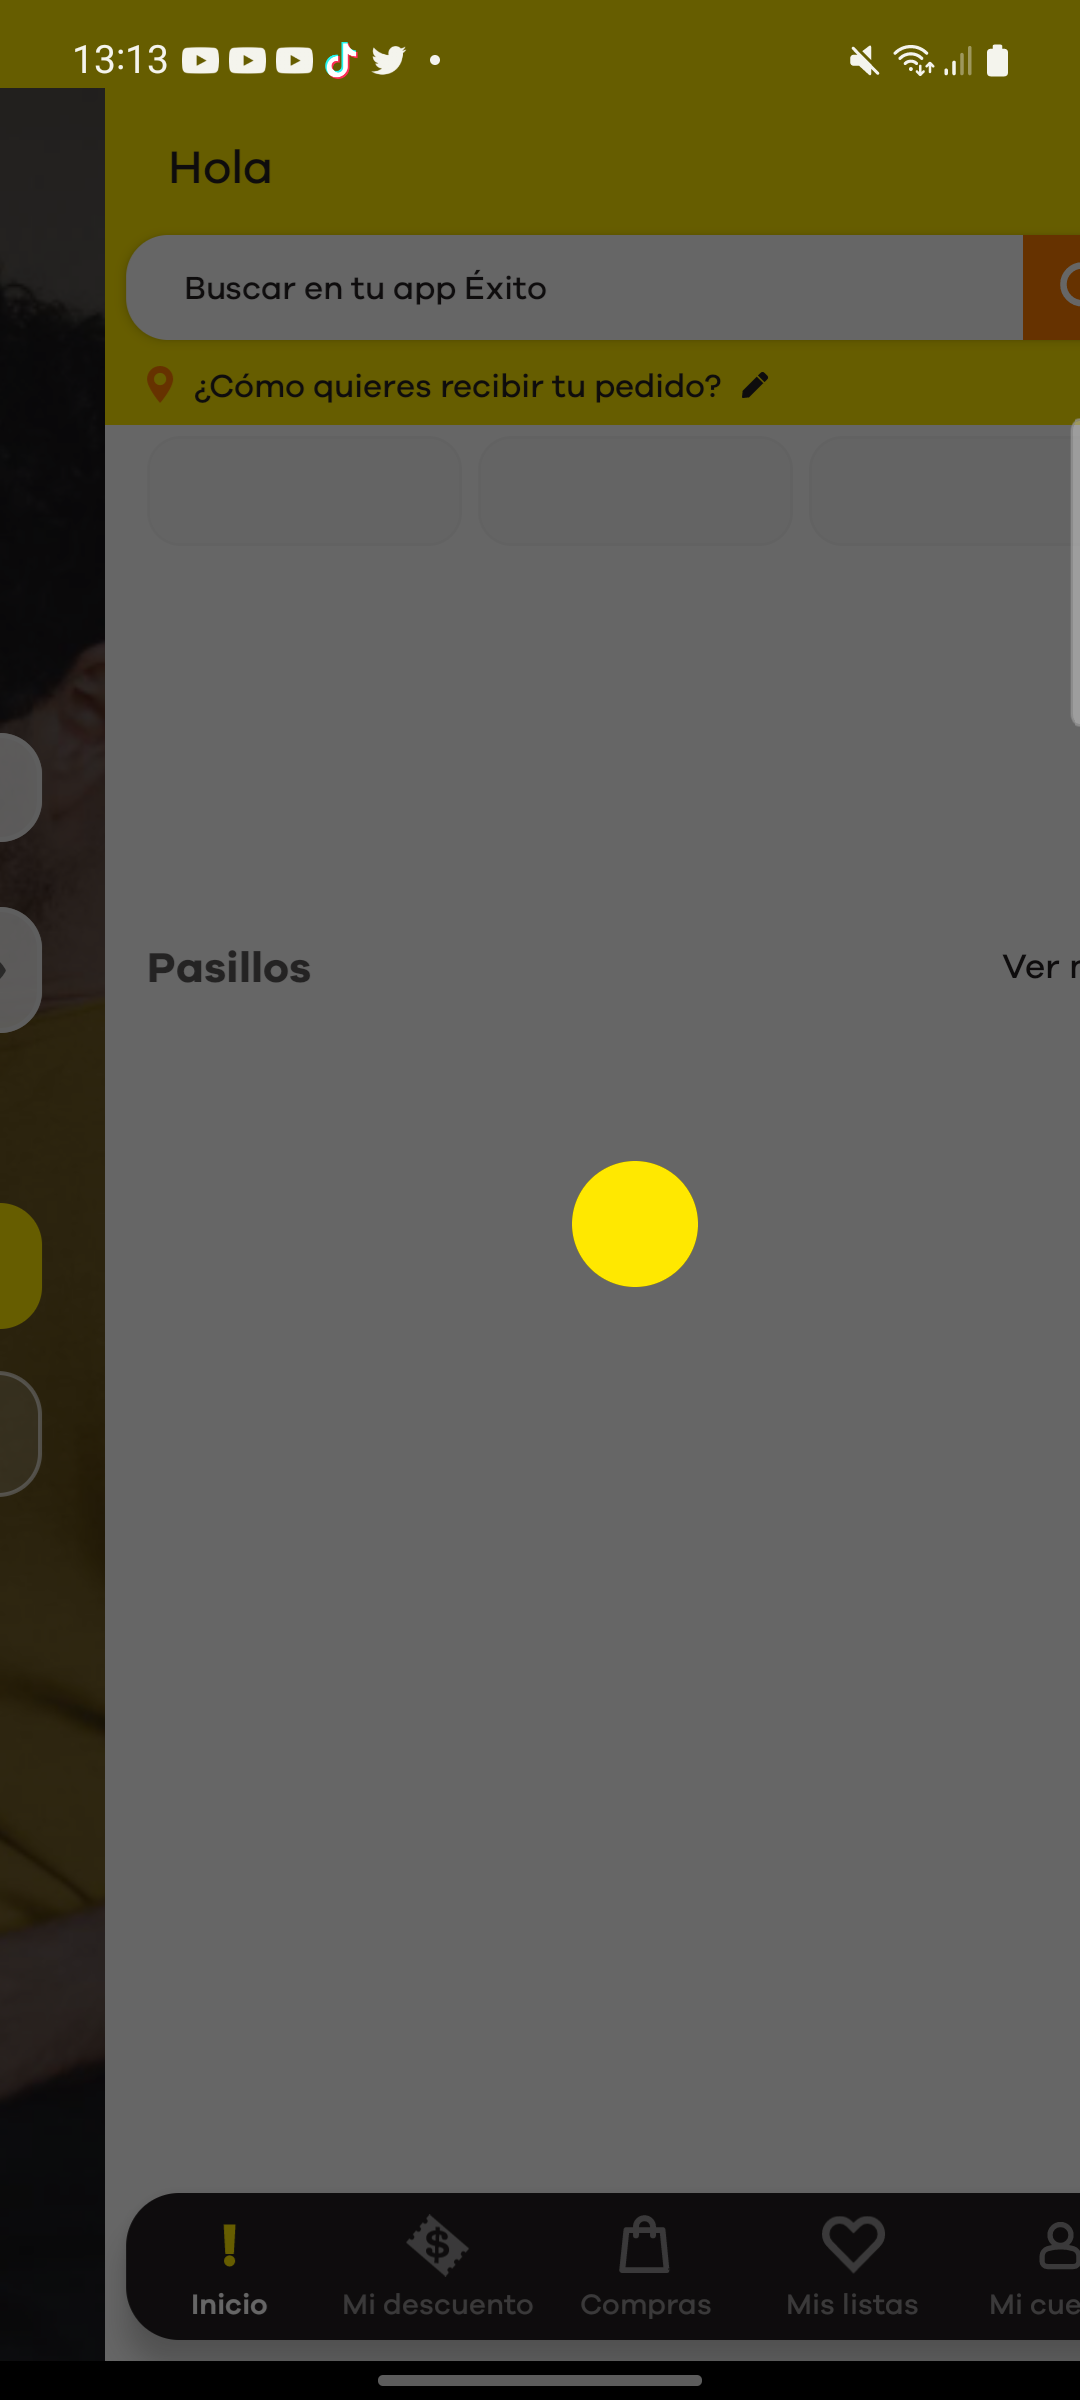 13:13
Hola
Buscar en tu app Éxito
¿Cómo quieres recibir tu pedido?
Pasillos
Ver
Inicio
Mi descuento
Compras
Mis listas
Mi